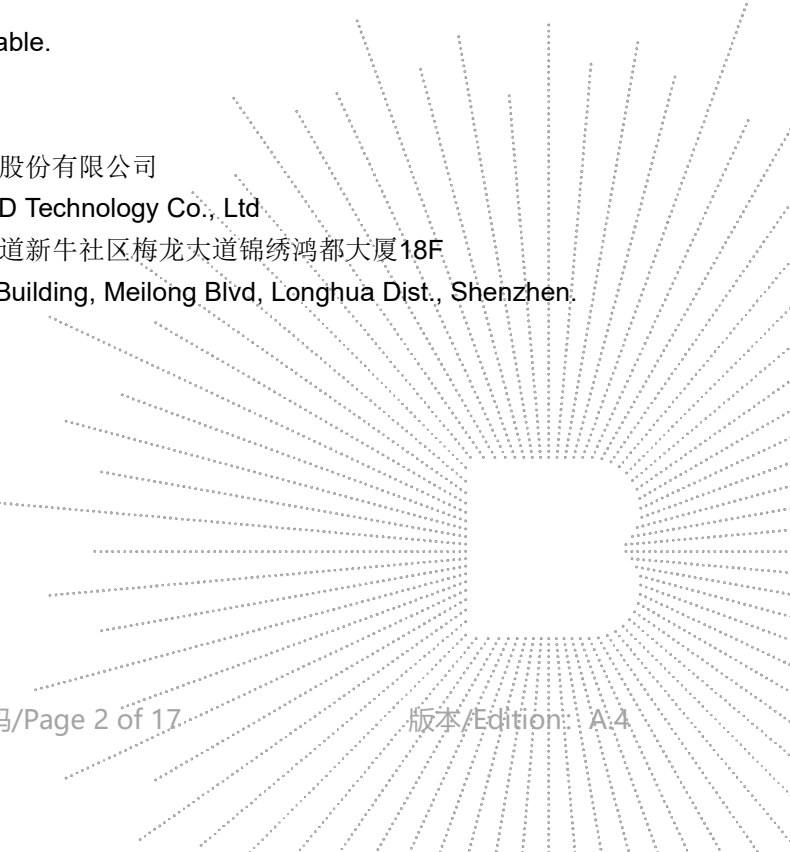 able.
股份有限公司
D Technology Co., Ltd
道新牛社区梅龙大道锦绣鸿都大厦18F
Building, Meilong Blvd, Longhua Dist., Shenzhen.
码/Page 2 of 17 版本/Edition: A.4